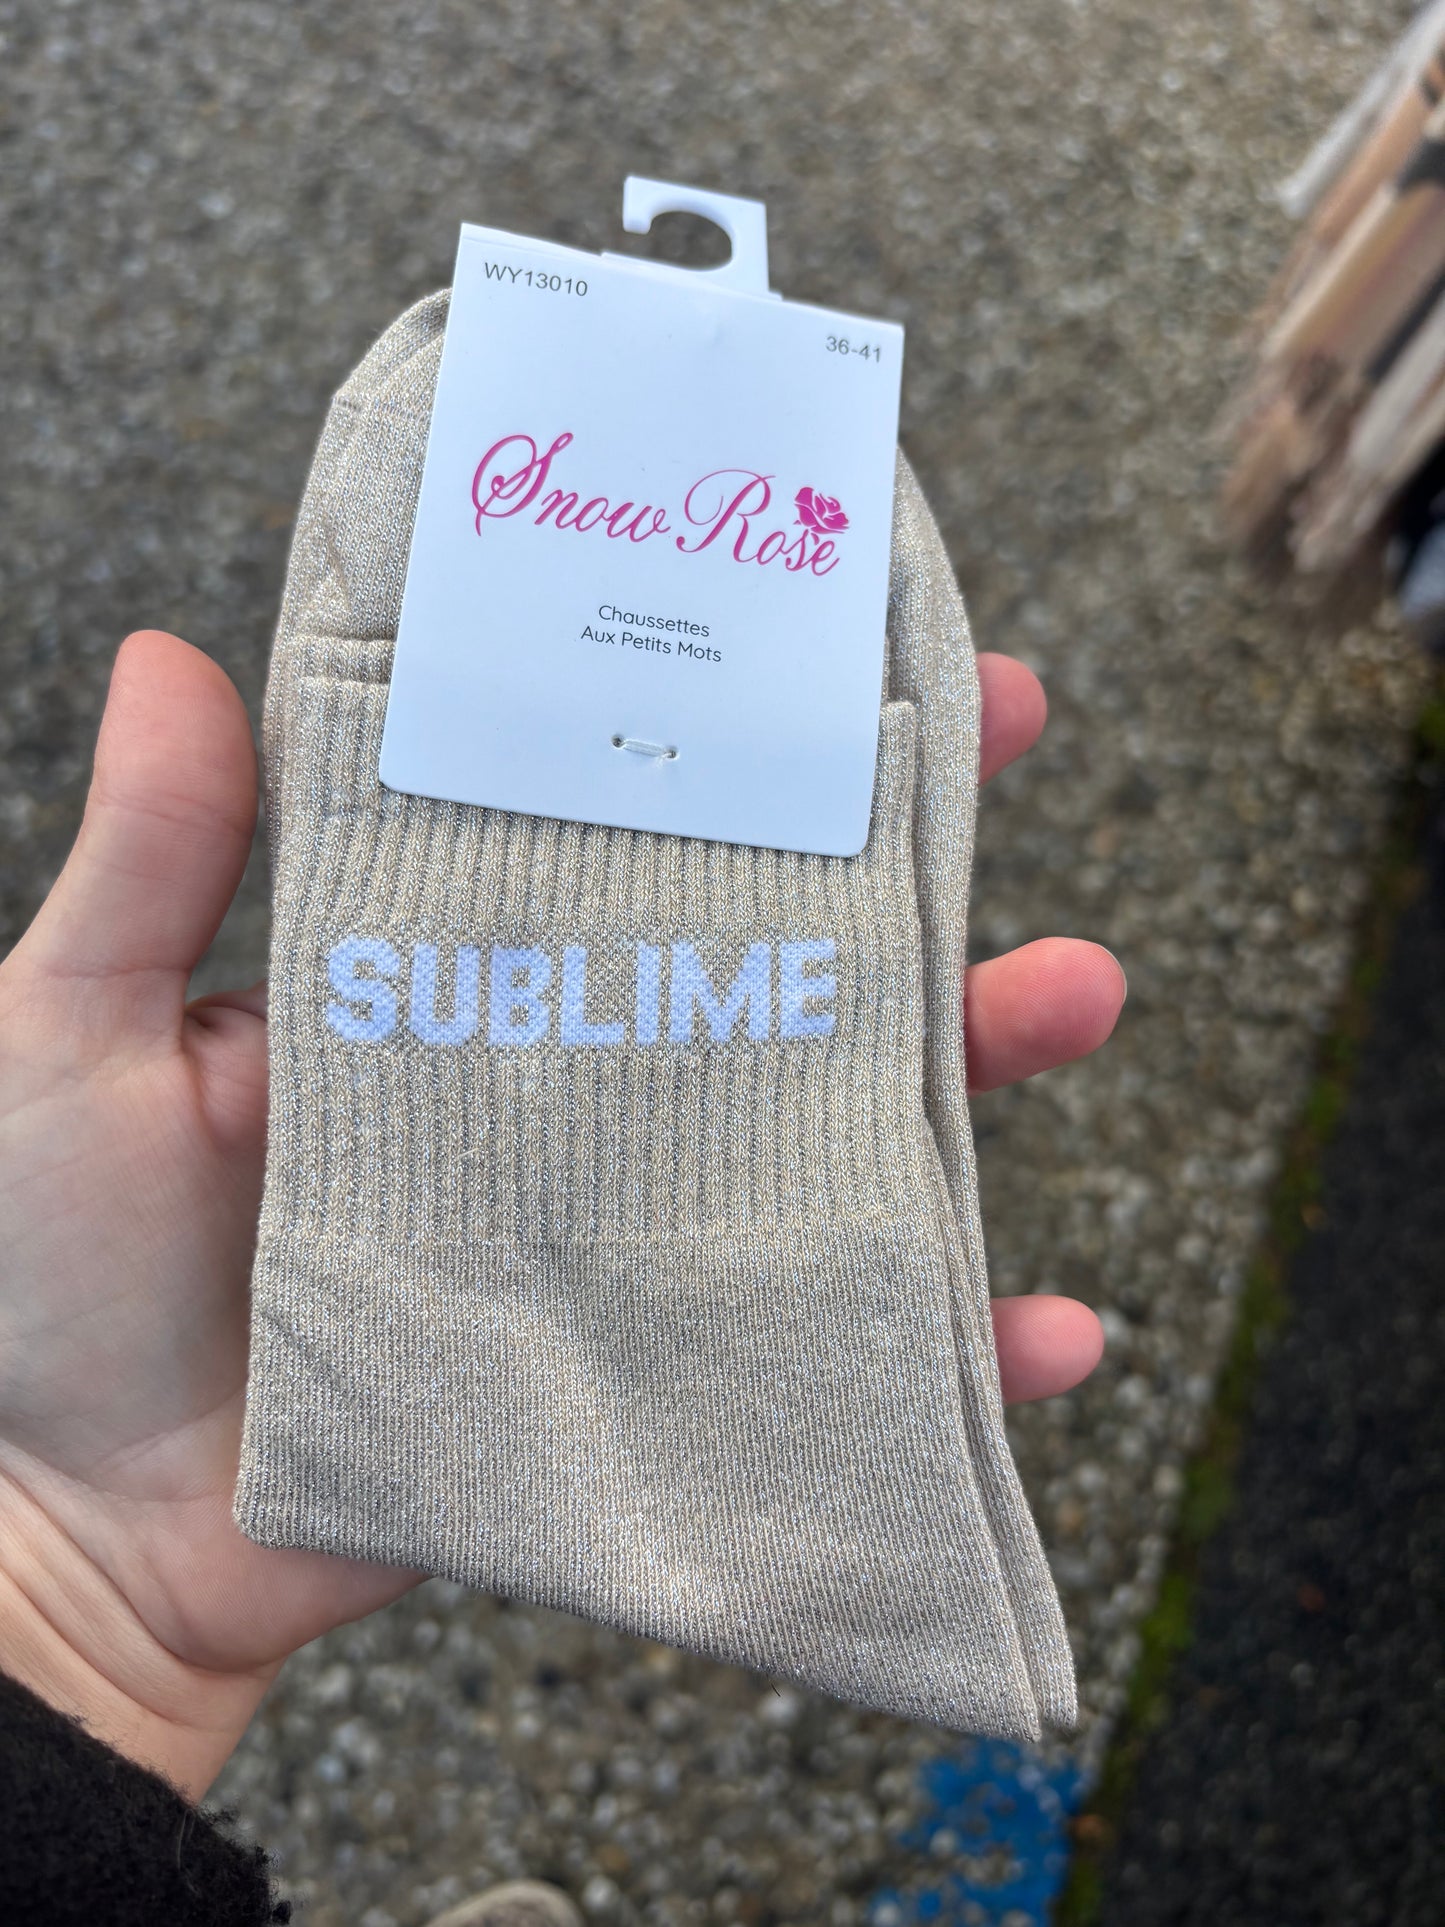 WY13010
36-41
Snow Rose
Chaussettes
Aux Petits Mots
SUBLIME